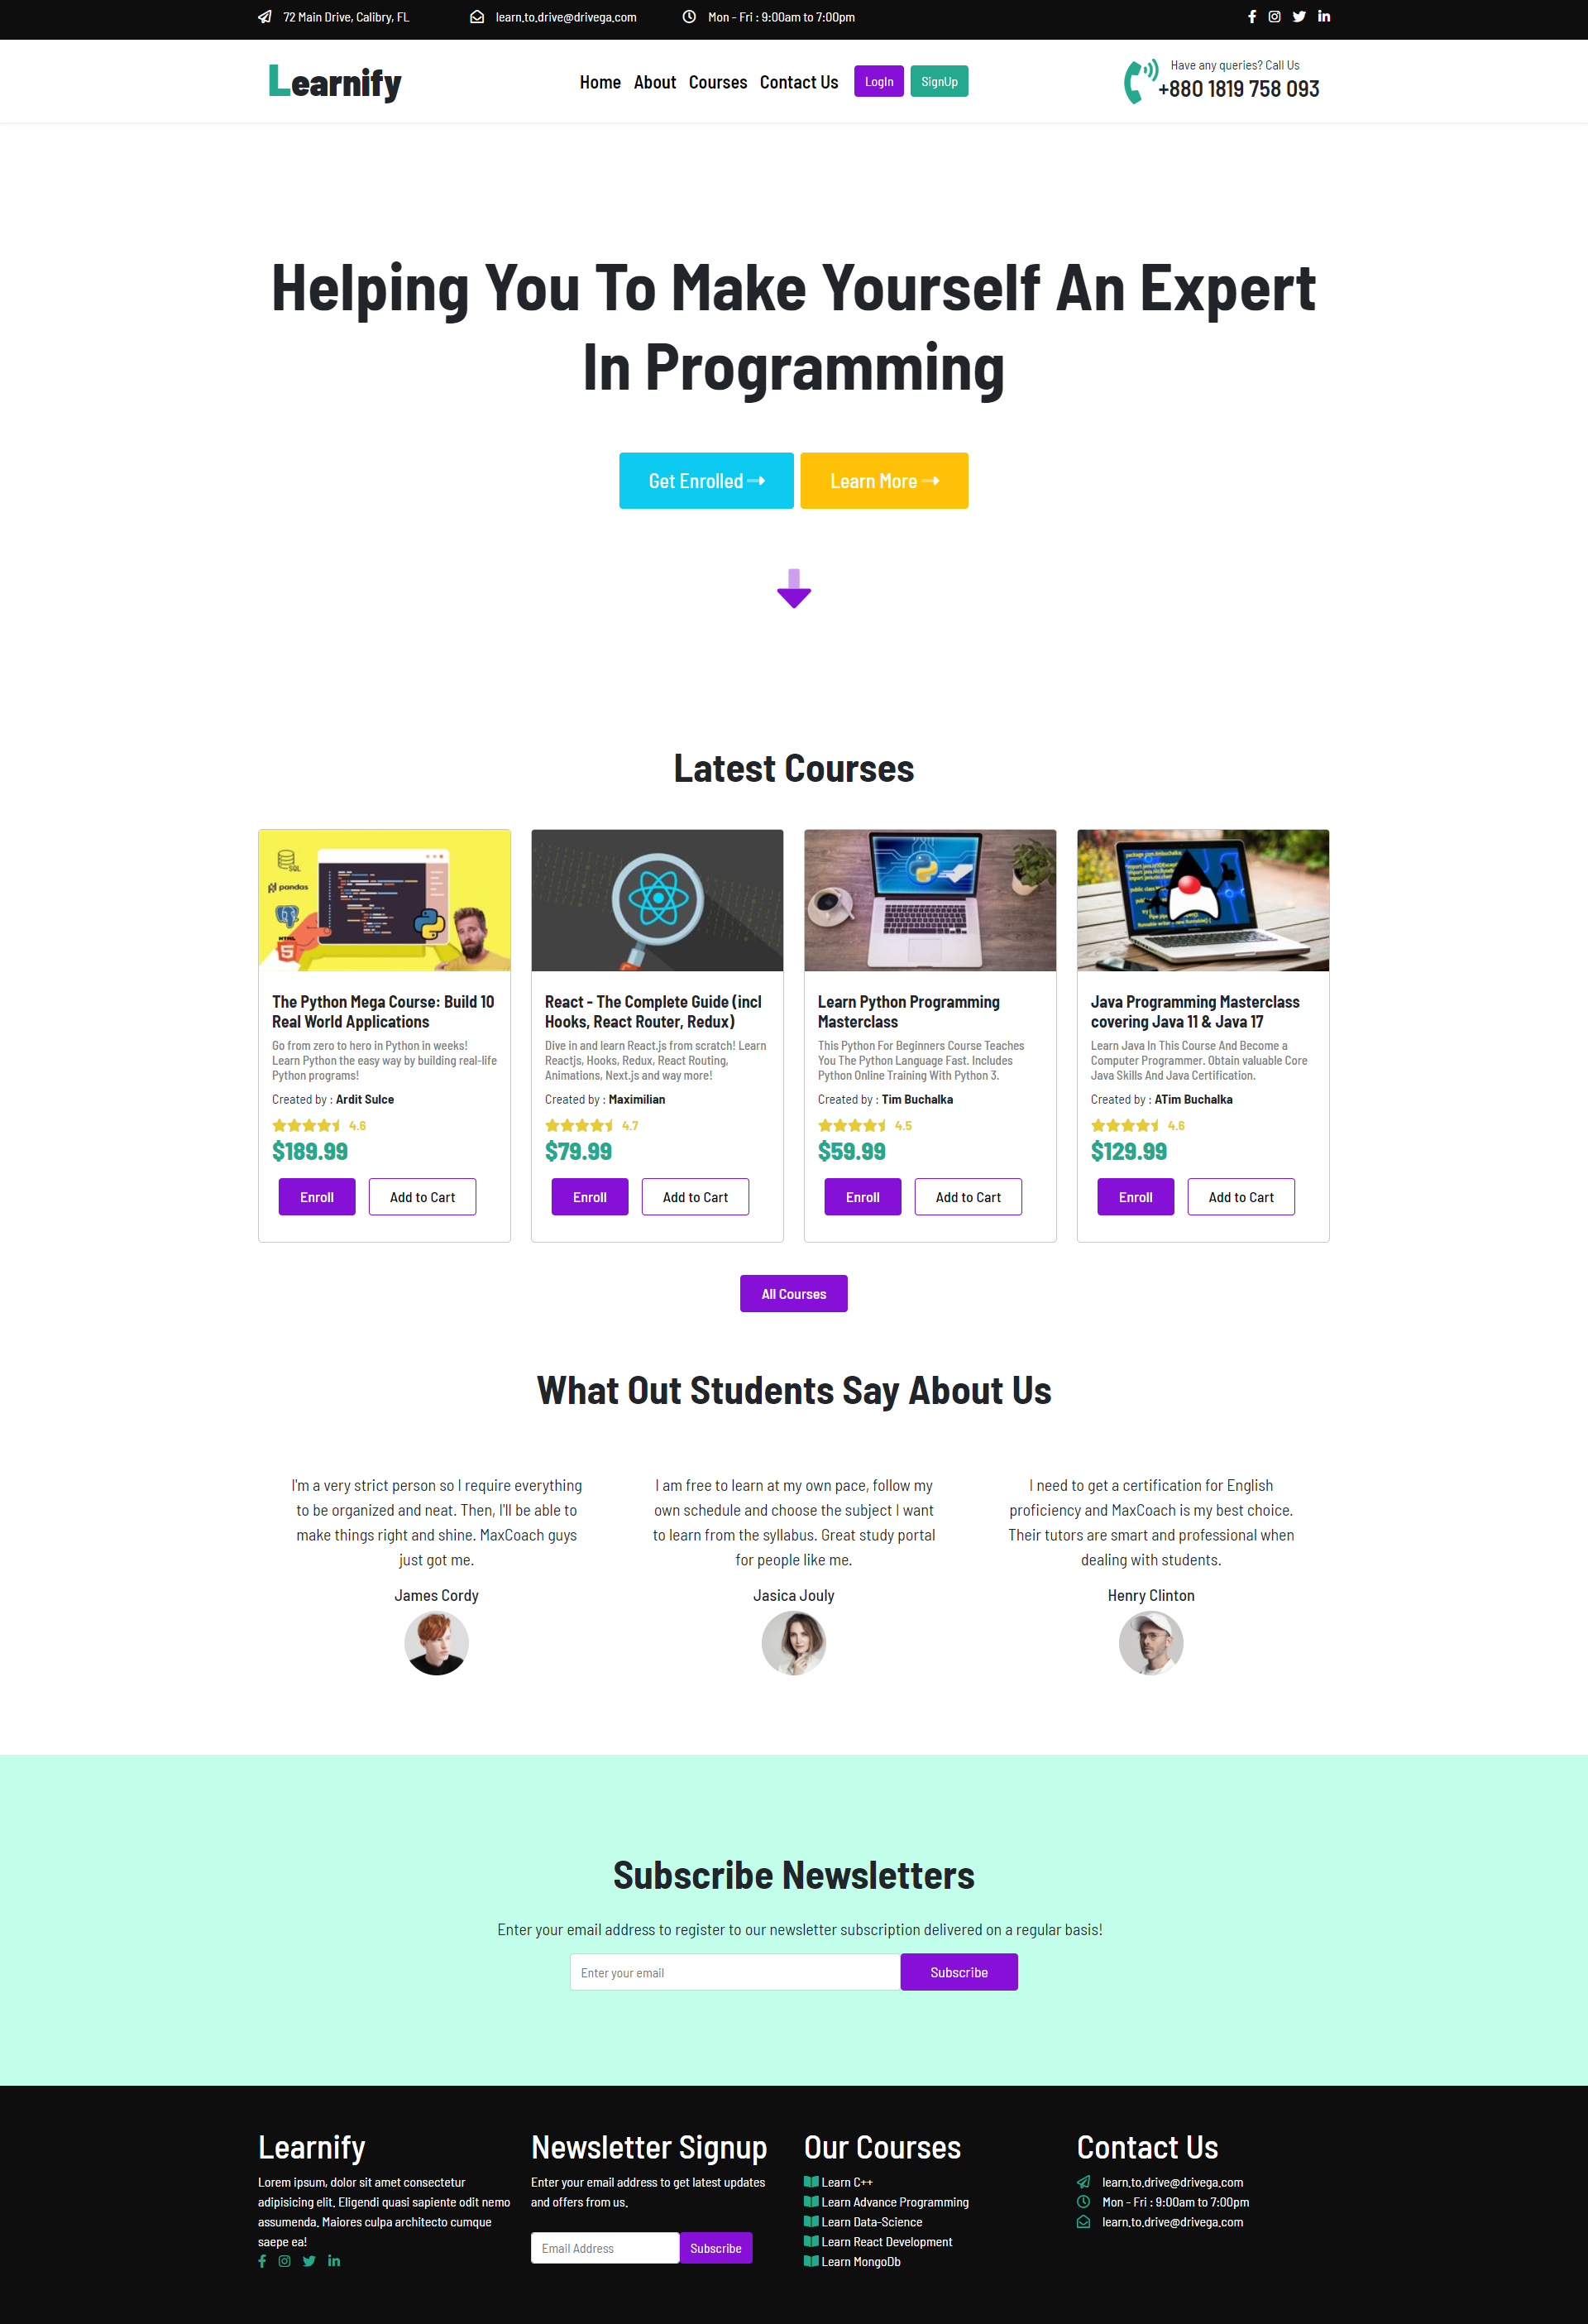 72 Main Drive, Calibry, FL
learn.to.drive@drivega.com
Mon - Fri : 9:00am to 7:00pm
Learnify
Home
About
Courses
Contact Us
LogIn
SignUp
Have any queries? Call Us
+880 1819 758 093
Helping You To Make Yourself An Expert
In Programming
Get Enrolled
Learn More
Latest Courses
SQL
pandas
HTML
5
The Python Mega Course: Build 10
Real World Applications
Go from zero to hero in Python in weeks!
Learn Python the easy way by building real-life
Python programs!
Created by : Ardit Sulce
4.6
$189.99
Enroll
Add to Cart
React - The Complete Guide (incl
Hooks, React Router, Redux)
Dive in and learn React.js from scratch! Learn
Reactjs, Hooks, Redux, React Routing,
Animations, Next.js and way more!
Created by : Maximilian
4.7
$79.99
Enroll
Add to Cart
Learn Python Programming
Masterclass
This Python For Beginners Course Teaches
You The Python Language Fast. Includes
Python Online Training With Python 3.
Created by : Tim Buchalka
4.5
$59.99
Enroll
Add to Cart
Java Programming Masterclass
covering Java 11 & Java 17
Learn Java In This Course And Become a
Computer Programmer. Obtain valuable Core
Java Skills And Java Certification.
Created by : ATim Buchalka
4.6
$129.99
Enroll
Add to Cart
All Courses
What Out Students Say About Us
I'm a very strict person so I require everything
to be organized and neat. Then, I'll be able to
make things right and shine. MaxCoach guys
just got me.
James Cordy
I am free to learn at my own pace, follow my
own schedule and choose the subject I want
to learn from the syllabus. Great study portal
for people like me.
Jasica Jouly
I need to get a certification for English
proficiency and MaxCoach is my best choice.
Their tutors are smart and professional when
dealing with students.
Henry Clinton
Subscribe Newsletters
Enter your email address to register to our newsletter subscription delivered on a regular basis!
Enter your email
Subscribe
Learnify
Lorem ipsum, dolor sit amet consectetur
adipisicing elit. Eligendi quasi sapiente odit nemo
assumenda. Maiores culpa architecto cumque
saepe ea!
Newsletter Signup
Enter your email address to get latest updates
and offers from us.
Email Address
Subscribe
Our Courses
Learn C++
Learn Advance Programming
Learn Data-Science
Learn React Development
Learn MongoDb
Contact Us
learn.to.drive@drivega.com
Mon - Fri : 9:00am to 7:00pm
learn.to.drive@drivega.com